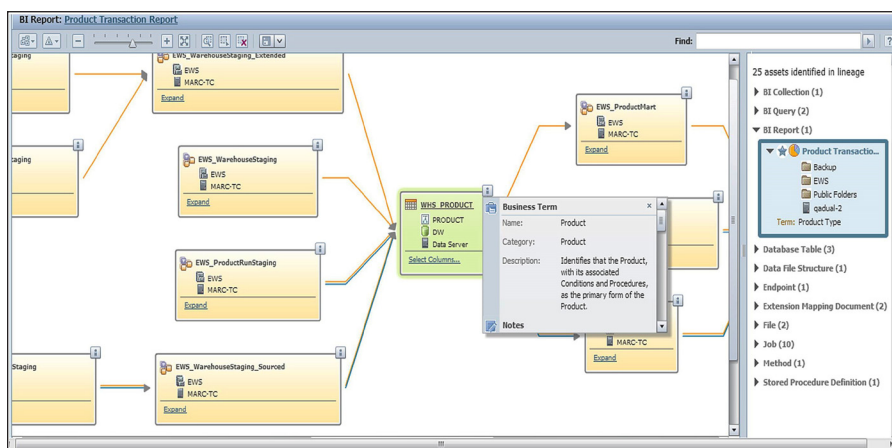 BI Report: Product Transaction Report
Find:
staging
EWS_WarehouseStaging_Extended
EWS
MARC-TC
Expand
taging
EWS_WarehouseStaging
EWS
MARC-TC
Expand
EWS_ProductRunStaging
EWS
MARC-TC
Expand
Staging
EWS_WarehouseStaging_Sourced
EWS
MARC-TC
Expand
WHS_PRODUCT
PRODUCT
DW
Data Server
Select Columns...
EWS_ProductMart
EWS
MARC-TC
Expand
Business Term
Name: Product
Category: Product
Description: Identifies that the Product,
with its associated
Conditions and Procedures,
as the primary form of the
Product.
Notes
MARC-TC
Expand
25 assets identified in lineage
BI Collection (1)
BI Query (2)
BI Report (1)
Product Transactio...
Backup
EWS
Public Folders
qadual-2
Term: Product Type
Database Table (3)
Data File Structure (1)
Endpoint (1)
Extension Mapping Document (2)
File (2)
Job (10)
Method (1)
Stored Procedure Definition (1)